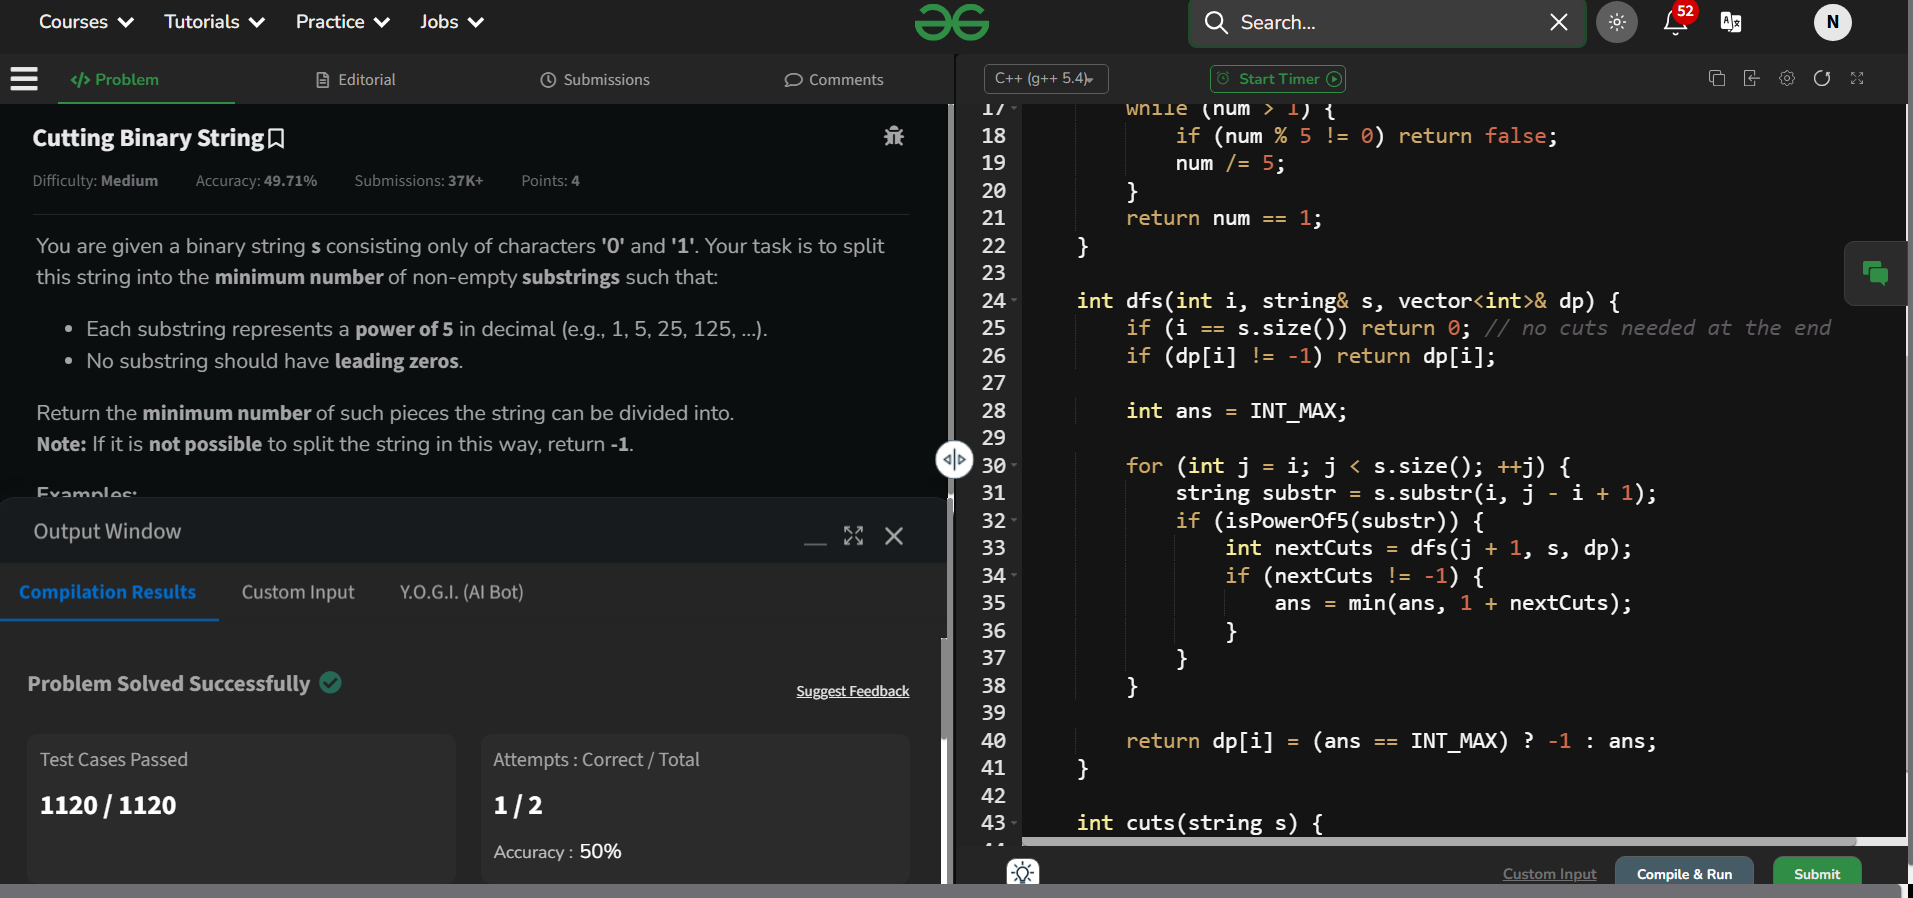 Courses Tutorials Practice Jobs Search... 52 N
Problem Editorial Submissions Comments
Cutting Binary String
Difficulty: Medium Accuracy: 49.71% Submissions: 37K+ Points: 4
You are given a binary string s consisting only of characters '0' and '1'. Your task is to split
this string into the minimum number of non-empty substrings such that:
• Each substring represents a power of 5 in decimal (e.g., 1, 5, 25, 125, ...).
• No substring should have leading zeros.
Return the minimum number of such pieces the string can be divided into.
Note: If it is not possible to split the string in this way, return -1.
Examples:
Output Window
Compilation Results Custom Input Y.O.G.I. (AI Bot)
Problem Solved Successfully
Suggest Feedback
Test Cases Passed
1120 / 1120
Attempts : Correct / Total
1 / 2
Accuracy : 50%
C++ (g++ 5.4) Start Timer
17 while (num > 1) {
18 if (num % 5 != 0) return false;
19 num /= 5;
20 }
21 return num == 1;
22 }
23
24 int dfs(int i, string& s, vector<int>& dp) {
25 if (i == s.size()) return 0; // no cuts needed at the end
26 if (dp[i] != -1) return dp[i];
27
28 int ans = INT_MAX;
29
30 for (int j = i; j < s.size(); ++j) {
31 string substr = s.substr(i, j - i + 1);
32 if (isPowerOf5(substr)) {
33 int nextCuts = dfs(j + 1, s, dp);
34 if (nextCuts != -1) {
35 ans = min(ans, 1 + nextCuts);
36 }
37 }
38 }
39
40 return dp[i] = (ans == INT_MAX) ? -1 : ans;
41 }
42
43 int cuts(string s) {
Custom Input Compile & Run Submit